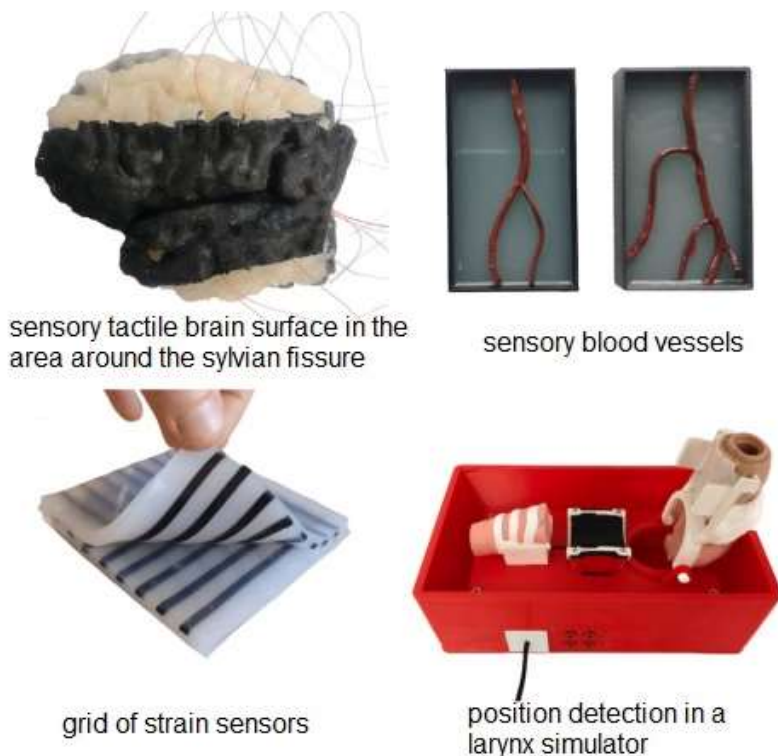 sensory tactile brain surface in the
area around the sylvian fissure
sensory blood vessels
grid of strain sensors
position detection in a
larynx simulator